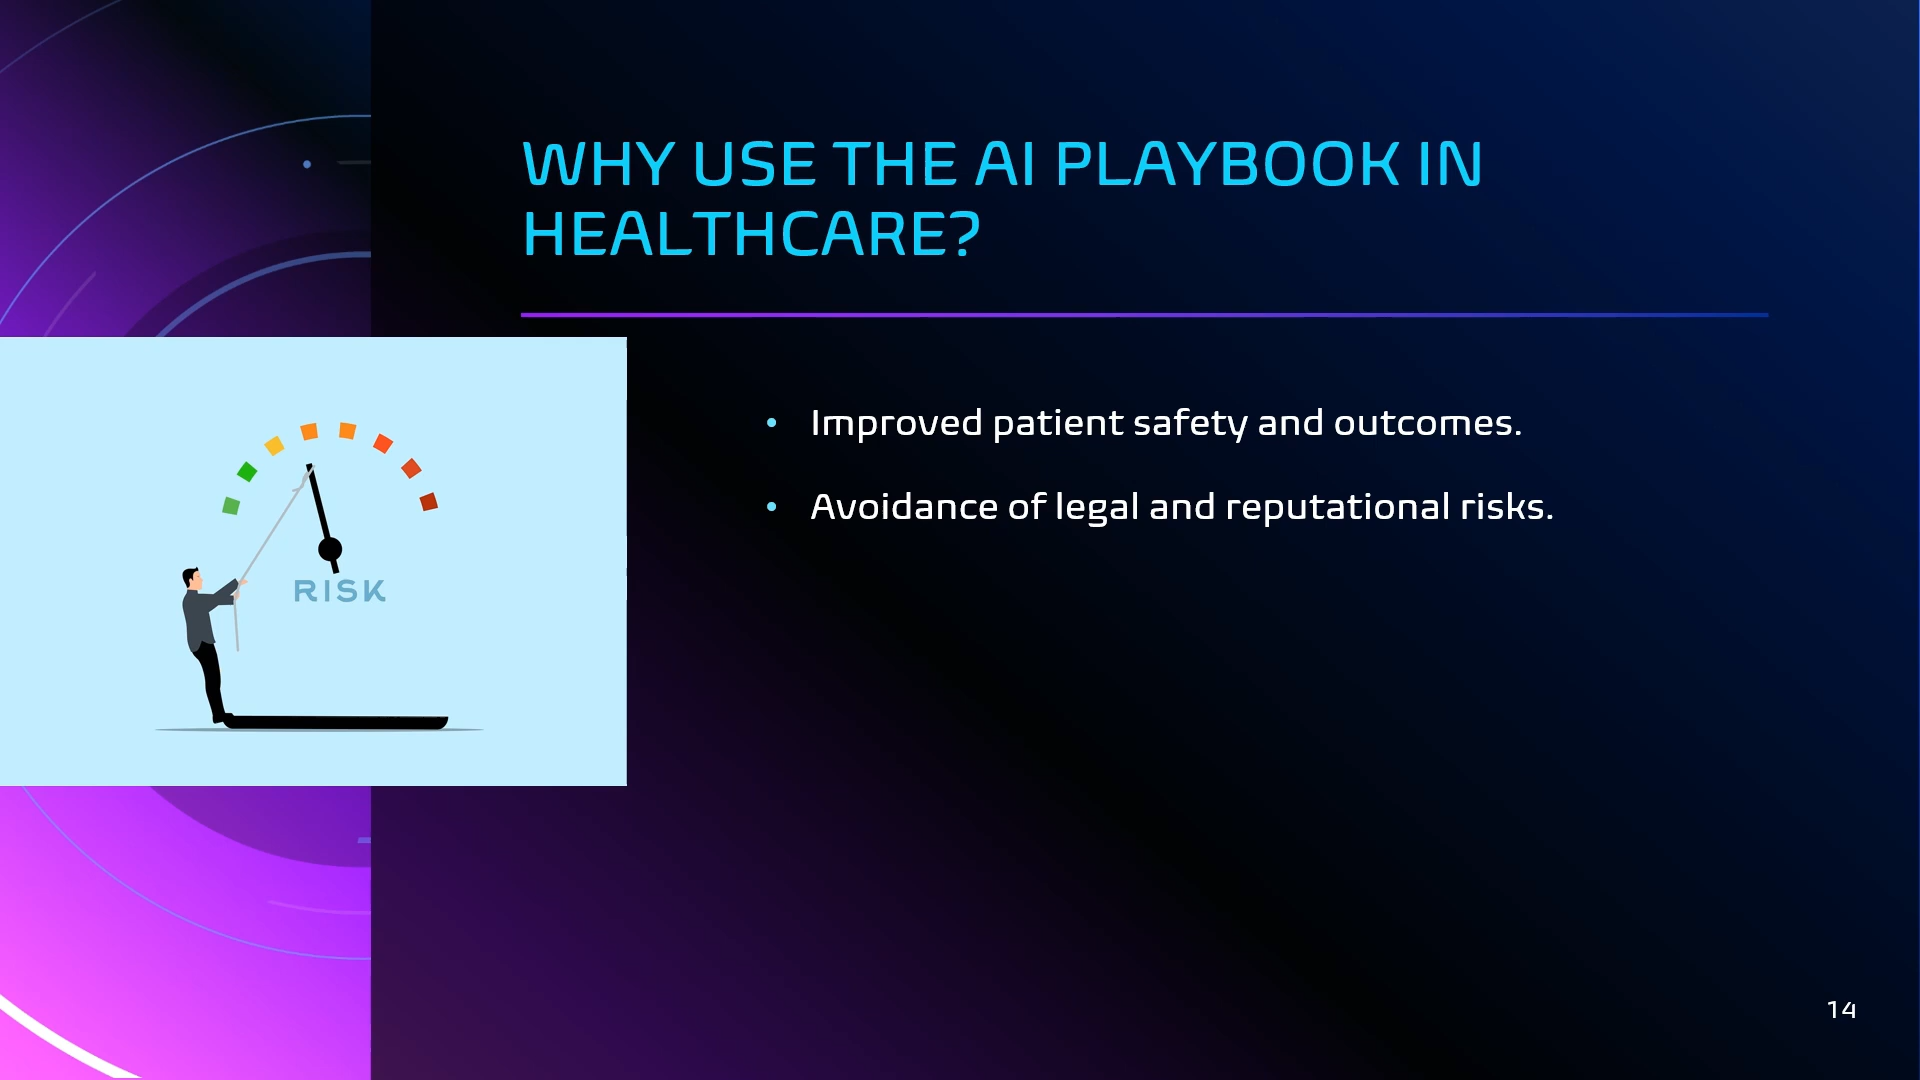 WHY USE THE AI PLAYBOOK IN
HEALTHCARE?
RISK
• Improved patient safety and outcomes.
• Avoidance of legal and reputational risks.
14